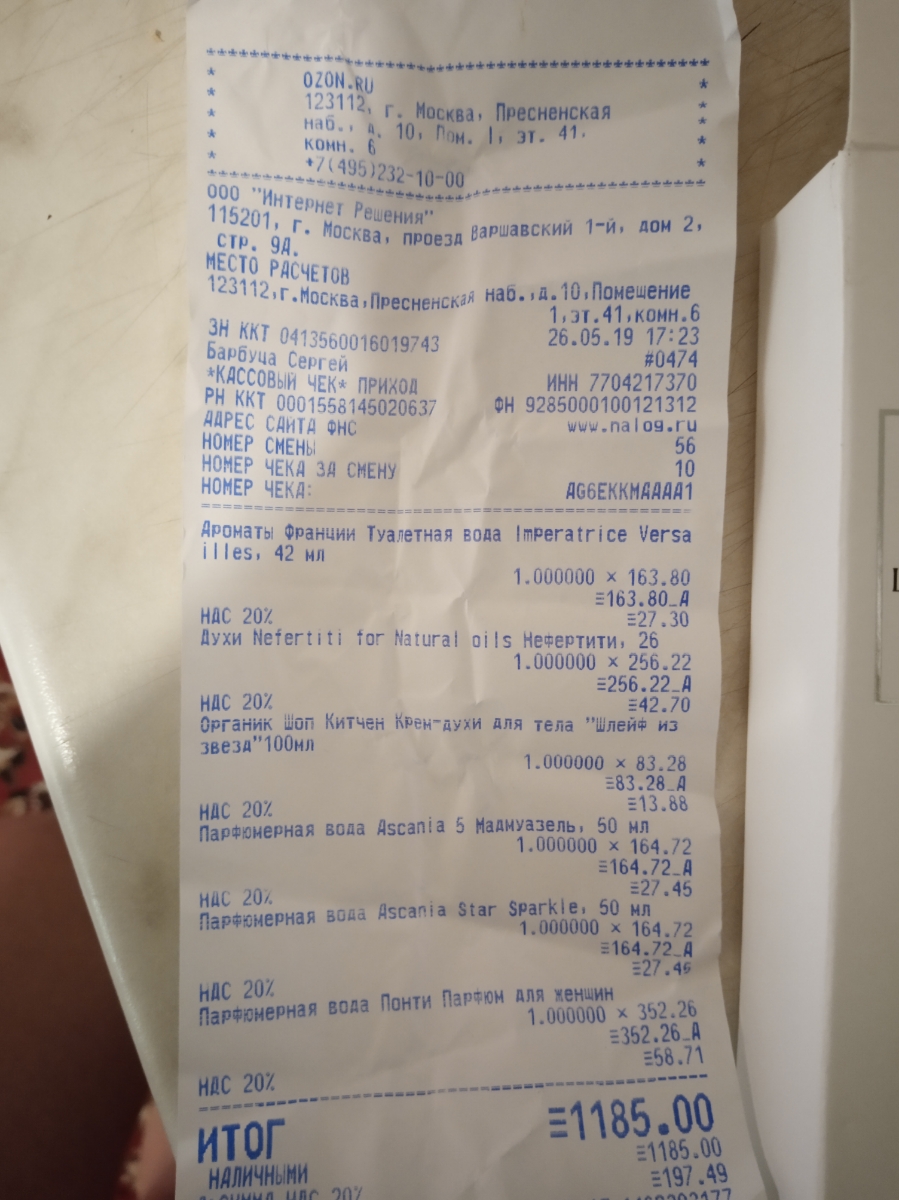 ************************************************
* OZON.RU *
* 123112, г. Москва, Пресненская *
* наб., д. 10, Пом. I, эт. 41, *
* комн. 6 *
* +7(495)232-10-00 *
************************************************
ООО "Интернет Решения"
115201, г. Москва, проезд Варшавский 1-й, дом 2,
СТР. 9А.
МЕСТО РАСЧЕТОВ
123112,г.Москва,Пресненская наб.,д.10,Помещение
1,эт.41,комн.6
ЗН ККТ 0413560016019743 26.05.19 17:23
Барбуца Сергей #0474
*КАССОВЫЙ ЧЕК* ПРИХОД ИНН 7704217370
РН ККТ 0001558145020637 ФН 9285000100121312
АДРЕС САЙТА ФНС www.nalog.ru
НОМЕР СМЕНЫ 56
НОМЕР ЧЕКА ЗА СМЕНУ 10
НОМЕР ЧЕКА: AG6EKKMAAAA1
================================================
Ароматы Франции Туалетная вода Imperatrice Versa
illes, 42 мл
1.000000 × 163.80
≡163.80_А
НДС 20% ≡27.30
Духи Nefertiti for Natural oils Нефертити, 26
1.000000 × 256.22
≡256.22_А
НДС 20% ≡42.70
Органик Шоп Китчен Крем-духи для тела "Шлейф из
звезд"100мл
1.000000 × 83.28
≡83.28_А
НДС 20% ≡13.88
Парфюмерная вода Ascania 5 Мадмуазель, 50 мл
1.000000 × 164.72
≡164.72_А
НДС 20% ≡27.45
Парфюмерная вода Ascania Star Sparkle, 50 мл
1.000000 × 164.72
≡164.72_А
НДС 20% ≡27.45
Парфюмерная вода Понти Парфюм для женщин
1.000000 × 352.26
≡352.26_А
НДС 20% ≡58.71
------------------------------------------------
ИТОГ ≡1185.00
НАЛИЧНЫМИ ≡1185.00
СУММА НДС 20% ≡197.49